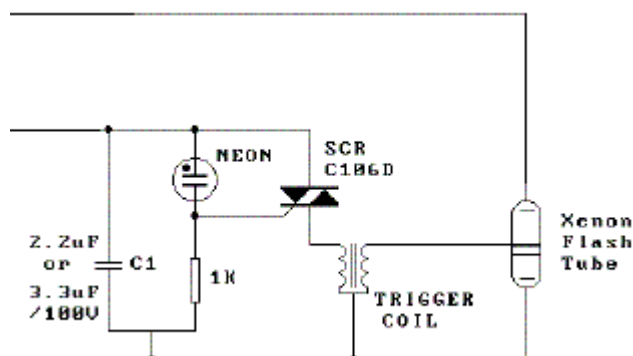 NEON
SCR
C106D
2.2uF
or
3.3uF
/100V
C1
1K
TRIGGER
COIL
Xenon
Flash
Tube